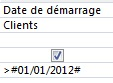 Date de démarrage
Clients
>#01/01/2012#